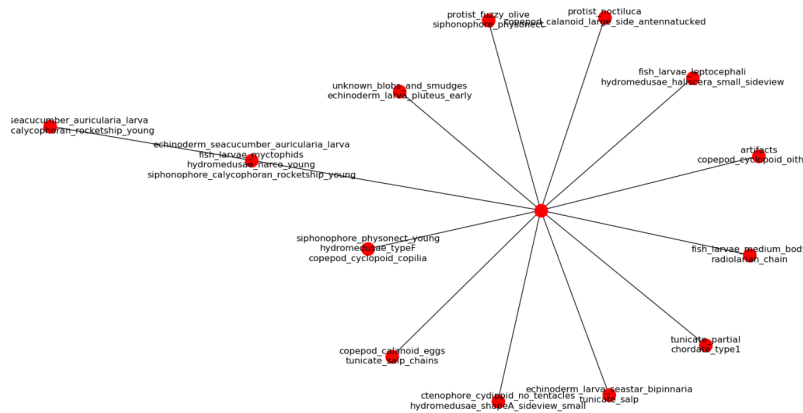 protist_fuzzy_olive
siphonophore_physonect
protist_noctiluca
copepod_calanoid_large_side_antennatucked
fish_larvae_leptocephali
hydromedusae_haliscera_small_sideview
unknown_blobs_and_smudges
echinoderm_larva_pluteus_early
seacucumber_auricularia_larva
calycophoran_rocketship_young
echinoderm_seacucumber_auricularia_larva
fish_larvae_myctophids
hydromedusae_narco_young
siphonophore_calycophoran_rocketship_young
artifacts
copepod_cyclopoid_oith
siphonophore_physonect_young
hydromedusae_typeF
copepod_cyclopoid_copilia
fish_larvae_medium_body
radiolarian_chain
copepod_calanoid_eggs
tunicate_salp_chains
tunicate_partial
chordate_type1
ctenophore_cydippid_no_tentacles
hydromedusae_shapeA_sideview_small
echinoderm_larva_seastar_bipinnaria
tunicate_salp